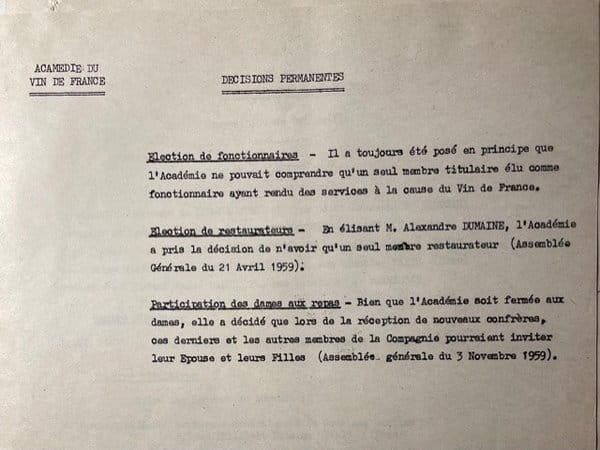 ACAMEDIE DU
VIN DE FRANCE
DECISIONS PERMANENTES
Election de fonctionnaires - Il a toujours été posé en principe que
l'Académie ne pouvait comprendre qu'un seul membre titulaire élu comme
fonctionnaire ayant rendu des services à la cause du Vin de France.
Election de restaurateurs - En élisant M. Alexandre DUMAINE, l'Académie
a pris la décision de n'avoir qu'un seul membre restaurateur (Assemblée
Générale du 21 Avril 1959):
Participation des dames aux repas - Bien que l'Académie soit fermée aux
dames, elle a décidé que lors de la réception de nouveaux confrères,
ces derniers et les autres membres de la Compagnie pourraient inviter
leur Epouse et leurs Filles (Assemblée générale du 3 Novembre 1959).